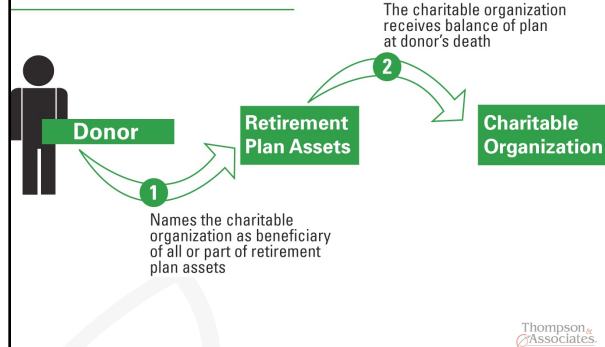 The charitable organization
receives balance of plan
at donor's death
2
Donor
Retirement
Plan Assets
Charitable
Organization
1
Names the charitable
organization as beneficiary
of all or part of retirement
plan assets
Thompson &
Associates.